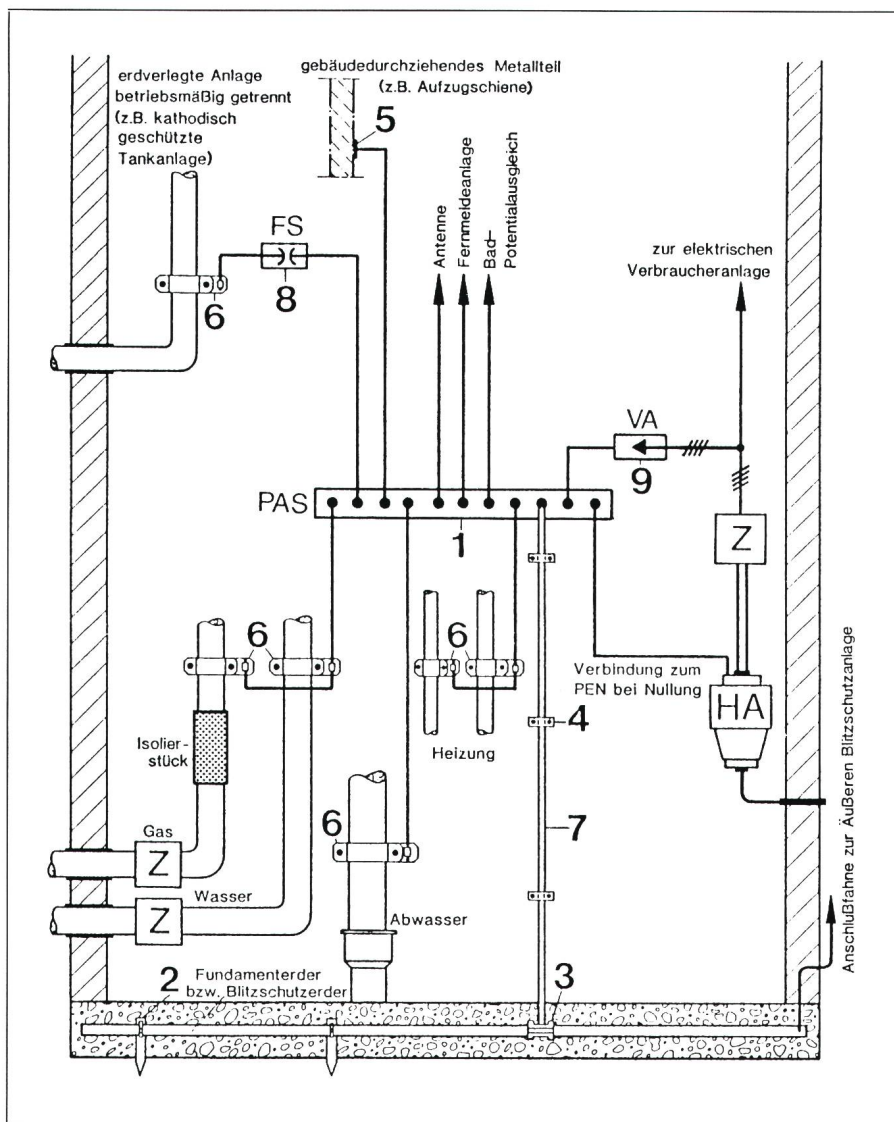 erdverlegte Anlage
betriebsmäßig getrennt
(z.B. kathodisch
geschützte
Tankanlage)
gebäudedurchziehendes Metallteil
(z.B. Aufzugschiene)
5
FS
8
6
Antenne
Fernmeldeanlage
Bad-
Potentialausgleich
zur elektrischen
Verbraucheranlage
VA
9
PAS
1
Z
6
6
Verbindung zum
PEN bei Nullung
HA
4
Isolier-
stück
Heizung
7
Gas
Z
6
Wasser
Z
Abwasser
Anschlußfahne zur Äußeren Blitzschutzanlage
2
Fundamenterder
bzw. Blitzschutzerder
3